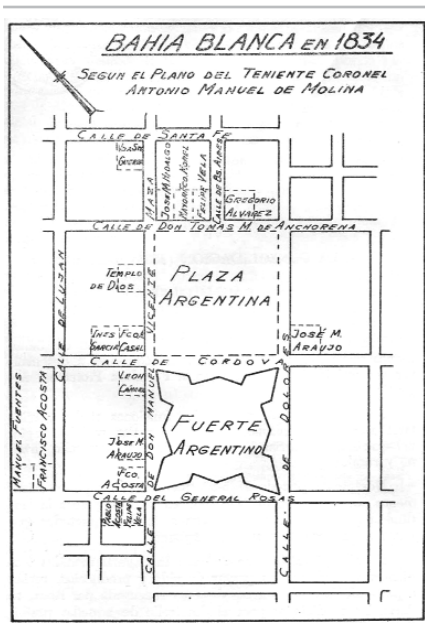 BAHIA BLANCA EN 1834
SEGUN EL PLANO DEL TENIENTE CORONEL
ANTONIO MANUEL DE MOLINA
CALLE DE SANTA FE
JOSE M. HIDALGO
FELIPE VELA
CALLE DE BS. AIRES
GREGORIO
ALVAREZ
CALLE DE DON TOMAS M. DE ANCHORENA
CALLE DE LUJAN
TEMPLO
DE DIOS
PLAZA
ARGENTINA
INES
GARCIA
FCO
CASAL
JOSE M.
ARAUJO
CALLE DE CORDOVA
LEON
CALLE DE DON MANUEL VICENTE MAZA
FUERTE
ARGENTINO
JOSE M.
ARAUJO
FCO.
ACOSTA
MANUEL FUENTES
FRANCISCO ACOSTA
CALLE DE DOLORES
CALLE DEL GENERAL ROSAS
PABLO
ACOSTA
FELIPE
VELA